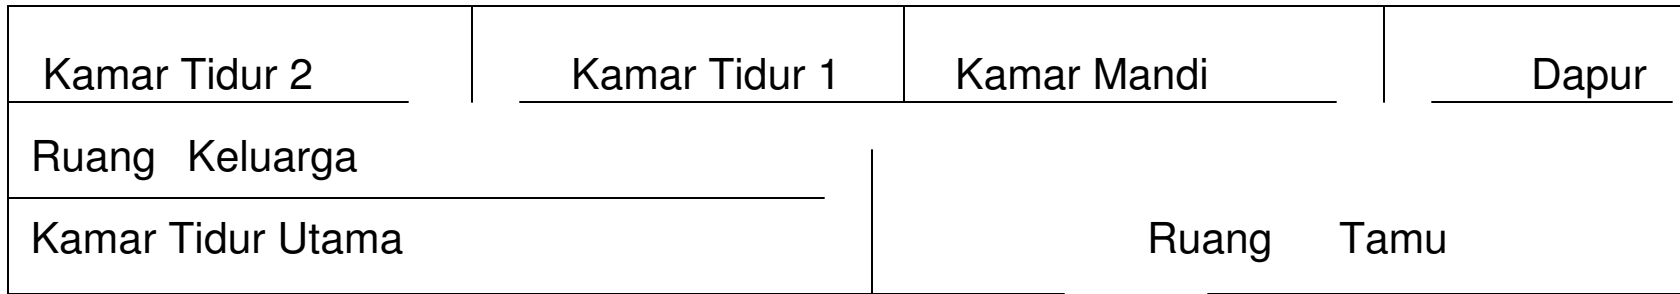 Kamar Tidur 2 Kamar Tidur 1 Kamar Mandi Dapur
Ruang Keluarga
Kamar Tidur Utama Ruang Tamu